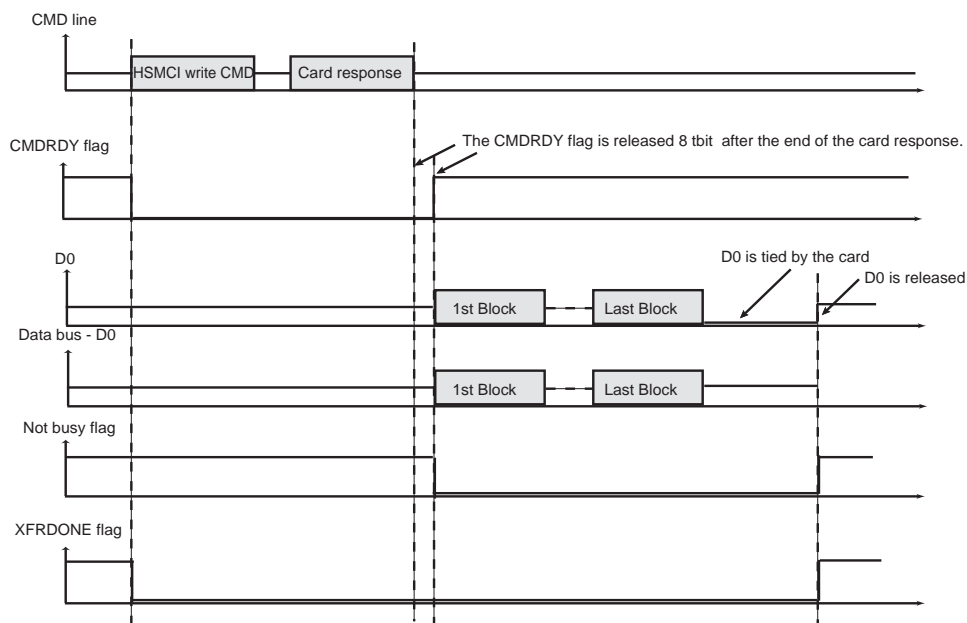 CMD line
HSMCI write CMD
Card response
CMDRDY flag
The CMDRDY flag is released 8 tbit after the end of the card response.
D0
D0 is tied by the card
D0 is released
1st Block
Last Block
Data bus - D0
1st Block
Last Block
Not busy flag
XFRDONE flag